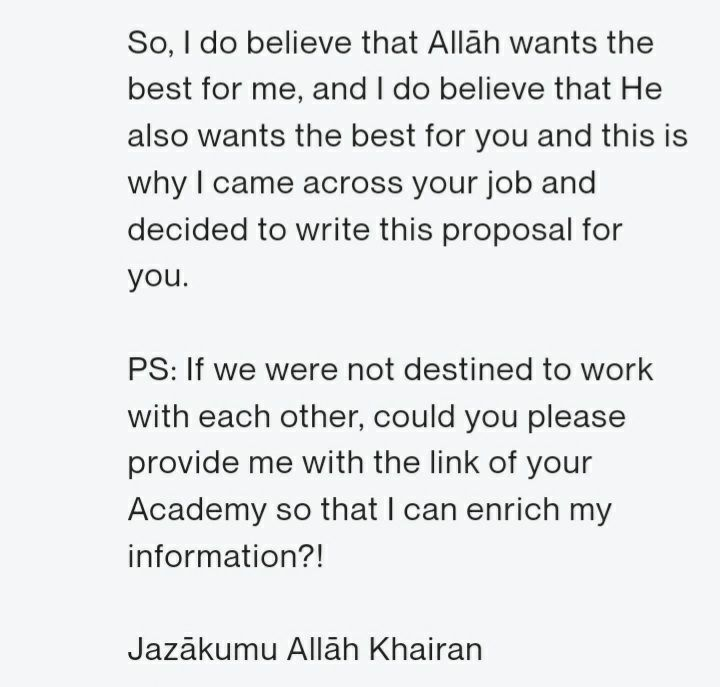 So, I do believe that Allāh wants the
best for me, and I do believe that He
also wants the best for you and this is
why I came across your job and
decided to write this proposal for
you.
PS: If we were not destined to work
with each other, could you please
provide me with the link of your
Academy so that I can enrich my
information?!
Jazākumu Allāh Khairan